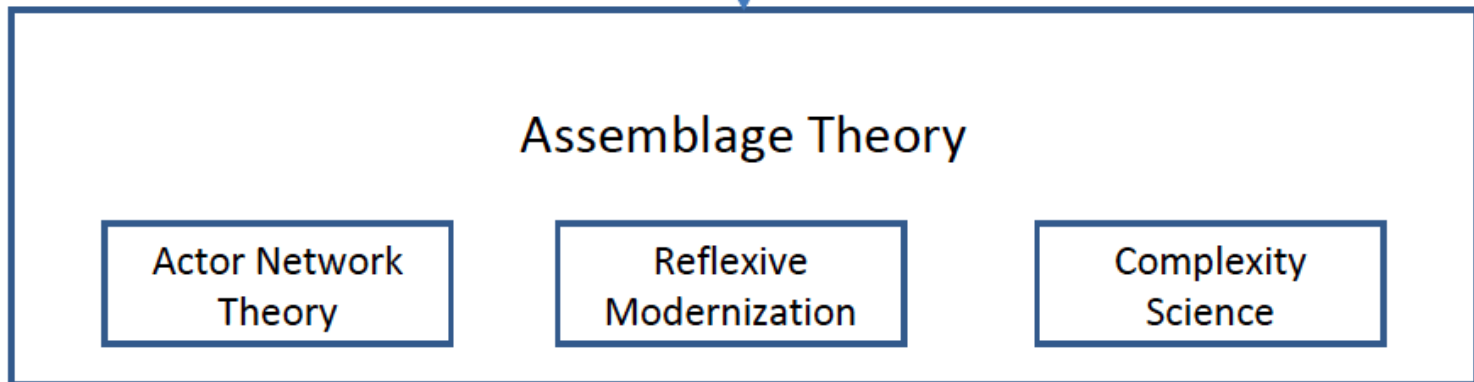 Assemblage Theory
Actor Network
Theory
Reflexive
Modernization
Complexity
Science